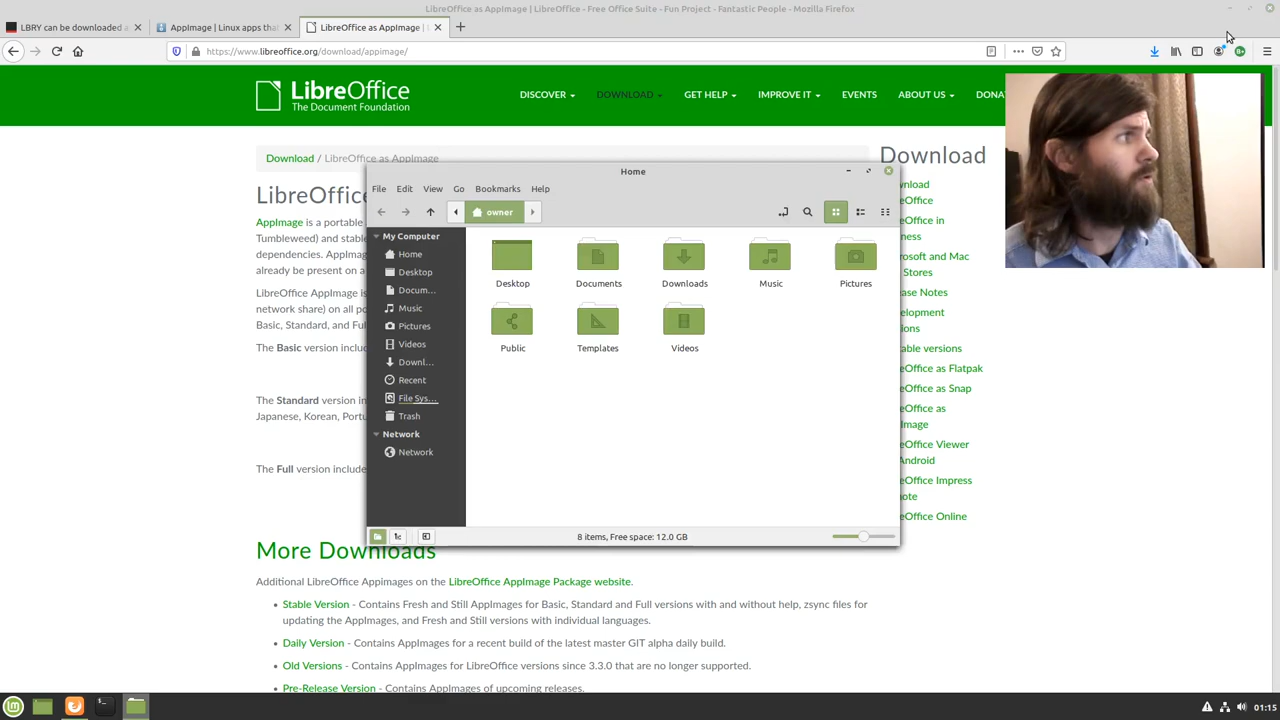 LibreOffice as AppImage | LibreOffice - Free Office Suite - Fun Project - Fantastic People - Mozilla Firefox
LBRY can be downloaded a
AppImage | Linux apps tha
LibreOffice as AppImage |
https://www.libreoffice.org/download/appimage/
LibreOffice
The Document Foundation
DISCOVER
DOWNLOAD
GET HELP
IMPROVE IT
EVENTS
ABOUT US
DONA
Download / LibreOffice as AppImage
LibreOffic
AppImage is a portable
Tumbleweed) and stable
dependencies. AppImage
already be present on a
LibreOffice AppImage is
network share) on all po
Basic, Standard, and Ful
The Basic version includ
The Standard version in
Japanese, Korean, Portu
The Full version include
Home
File Edit View Go Bookmarks Help
owner
My Computer
Home
Desktop
Docum...
Music
Pictures
Videos
Downl...
Recent
File Sys...
Trash
Network
Network
Desktop
Documents
Downloads
Music
Pictures
Public
Templates
Videos
8 items, Free space: 12.0 GB
Download
wnload
eOffice
eOffice in
ness
rosoft and Mac
Stores
ease Notes
elopment
ions
able versions
eOffice as Flatpak
eOffice as Snap
eOffice as
Image
eOffice Viewer
Android
eOffice Impress
ote
eOffice Online
More Downloads
Additional LibreOffice Appimages on the LibreOffice AppImage Package website.
Stable Version - Contains Fresh and Still AppImages for Basic, Standard and Full versions with and without help, zsync files for
updating the AppImages, and Fresh and Still versions with individual languages.
Daily Version - Contains AppImages for a recent build of the latest master GIT alpha daily build.
Old Versions - Contains AppImages for LibreOffice versions since 3.3.0 that are no longer supported.
Pre-Release Version - Contains AppImages of upcoming releases.
01:15